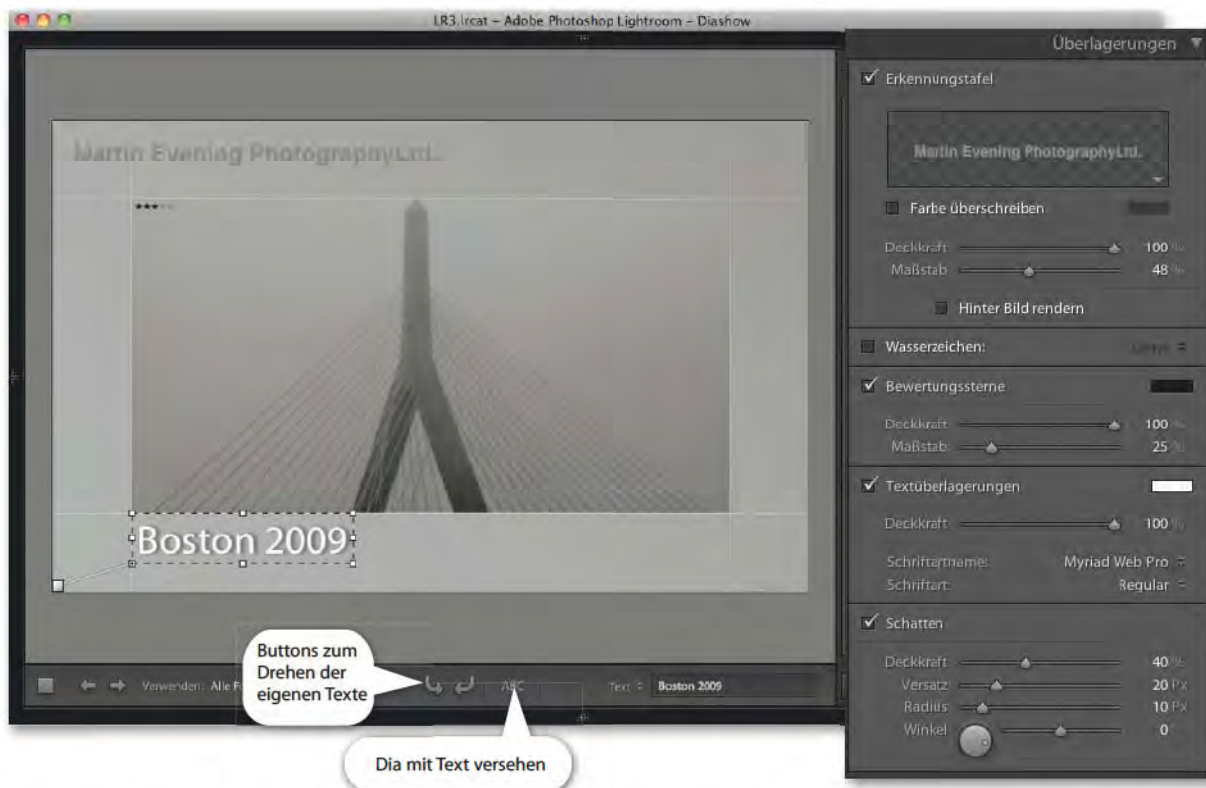 LR3.lrcat – Adobe Photoshop Lightroom – Diashow
Martin Evening PhotographyLtd.
Boston 2009
Buttons zum
Drehen der
eigenen Texte
Verwenden: Alle F
ABC
Text
Boston 2009
Dia mit Text versehen
Überlagerungen
Erkennungstafel
Martin Evening PhotographyLtd.
Farbe überschreiben
Deckkraft 100 %
Maßstab 48 %
Hinter Bild rendern
Wasserzeichen:
Bewertungssterne
Deckkraft 100 %
Maßstab 25 %
Textüberlagerungen
Deckkraft 100 %
Schriftartname: Myriad Web Pro
Schriftart: Regular
Schatten
Deckkraft 40 %
Versatz 20 Px
Radius 10 Px
Winkel 0